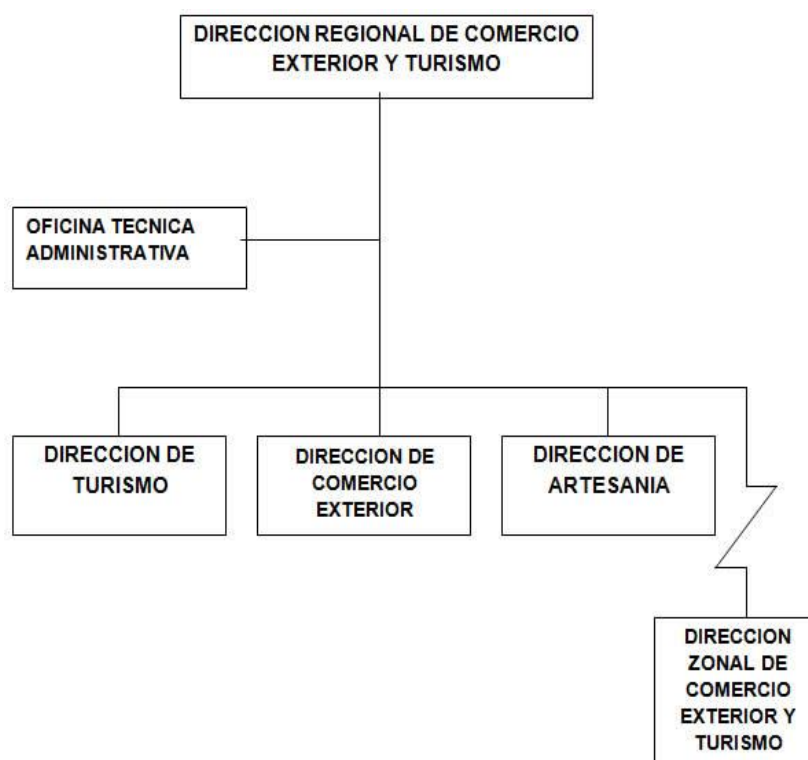 DIRECCION REGIONAL DE COMERCIO
EXTERIOR Y TURISMO
OFICINA TECNICA
ADMINISTRATIVA
DIRECCION DE
TURISMO
DIRECCION DE
COMERCIO
EXTERIOR
DIRECCION DE
ARTESANIA
DIRECCION
ZONAL DE
COMERCIO
EXTERIOR Y
TURISMO